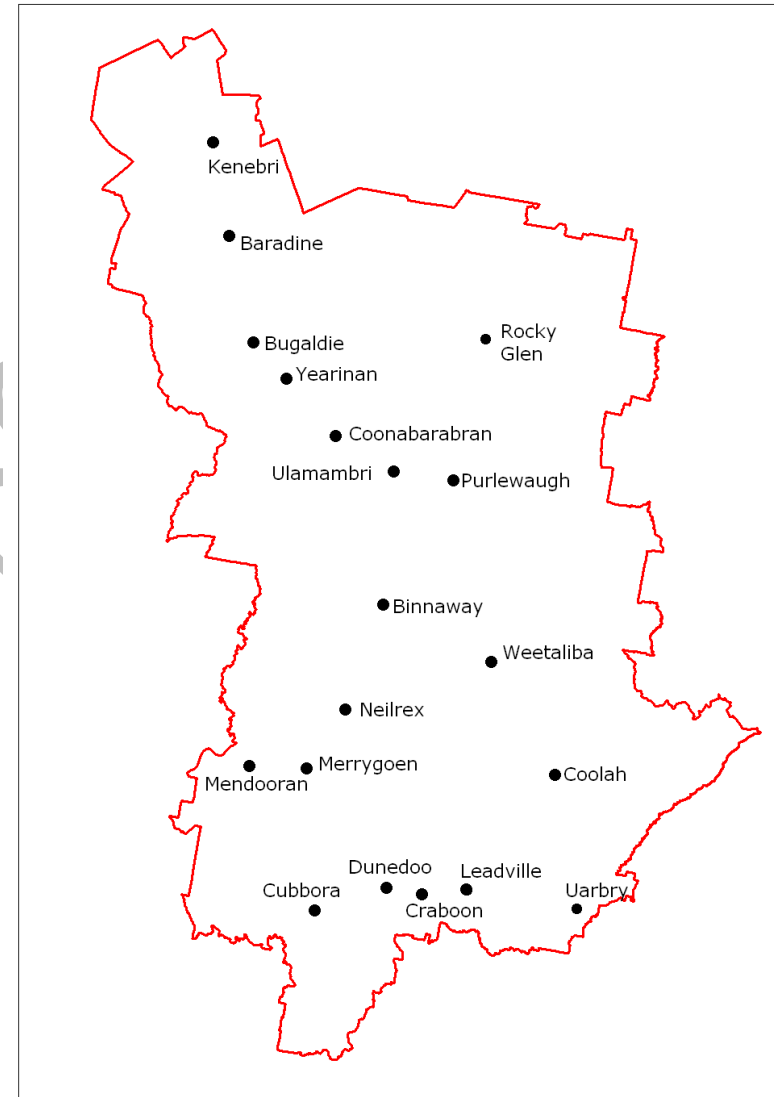 Kenebri
Baradine
Rocky
Glen
Bugaldie
Yearinan
Coonabarabran
Ulamambri
Purlewaugh
Binnaway
Weetaliba
Neilrex
Merrygoen
Mendooran
Coolah
Dunedoo
Leadville
Cubbora
Craboon
Uarbry